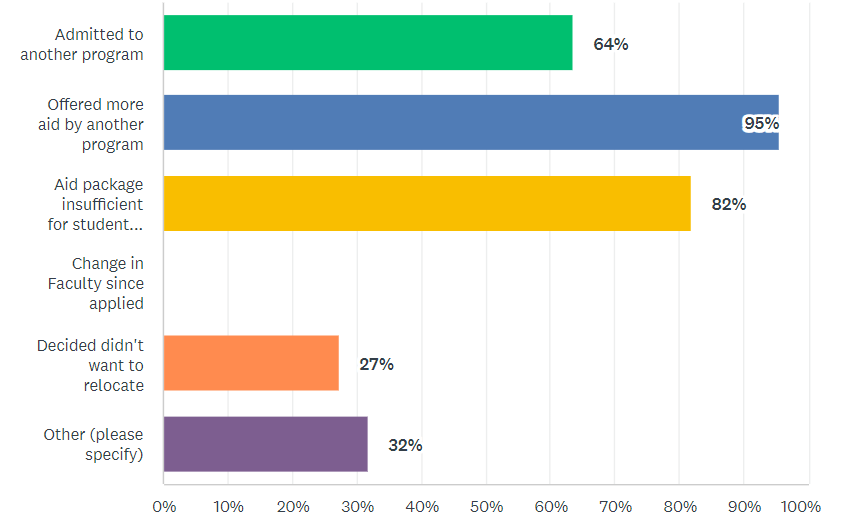 Admitted to
another program
64%
Offered more
aid by another
program
95%
Aid package
insufficient
for student...
82%
Change in
Faculty since
applied
Decided didn't
want to
relocate
27%
Other (please
specify)
32%
0% 10% 20% 30% 40% 50% 60% 70% 80% 90% 100%